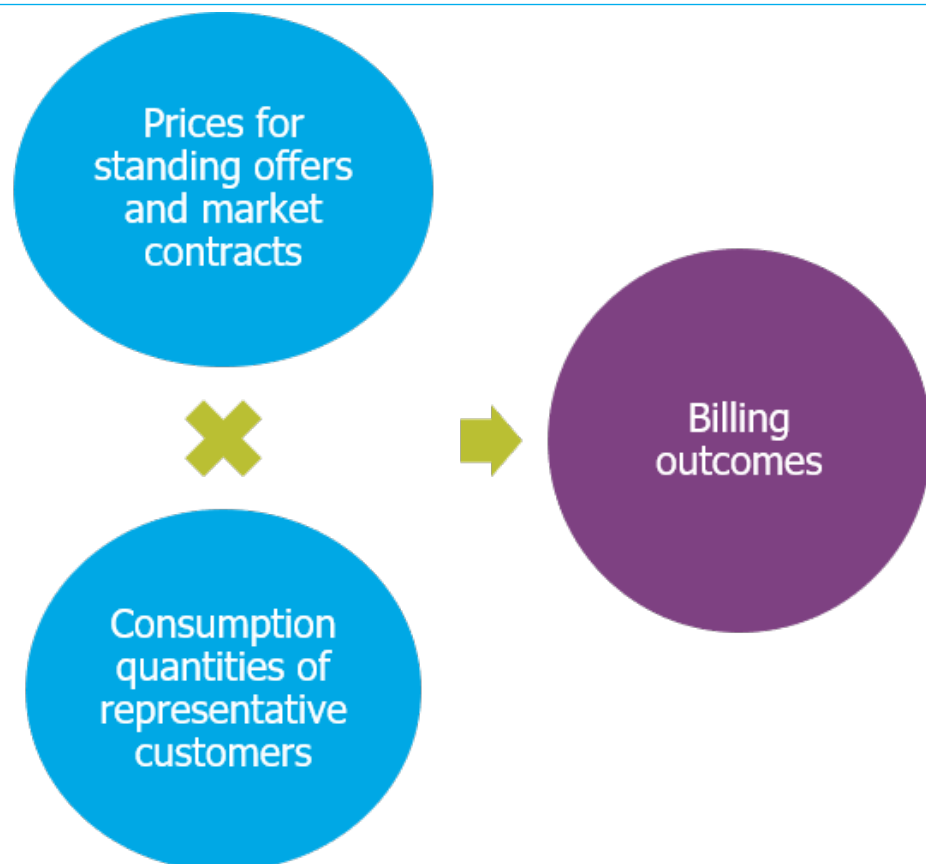 Prices for
standing offers
and market
contracts
Consumption
quantities of
representative
customers
Billing
outcomes